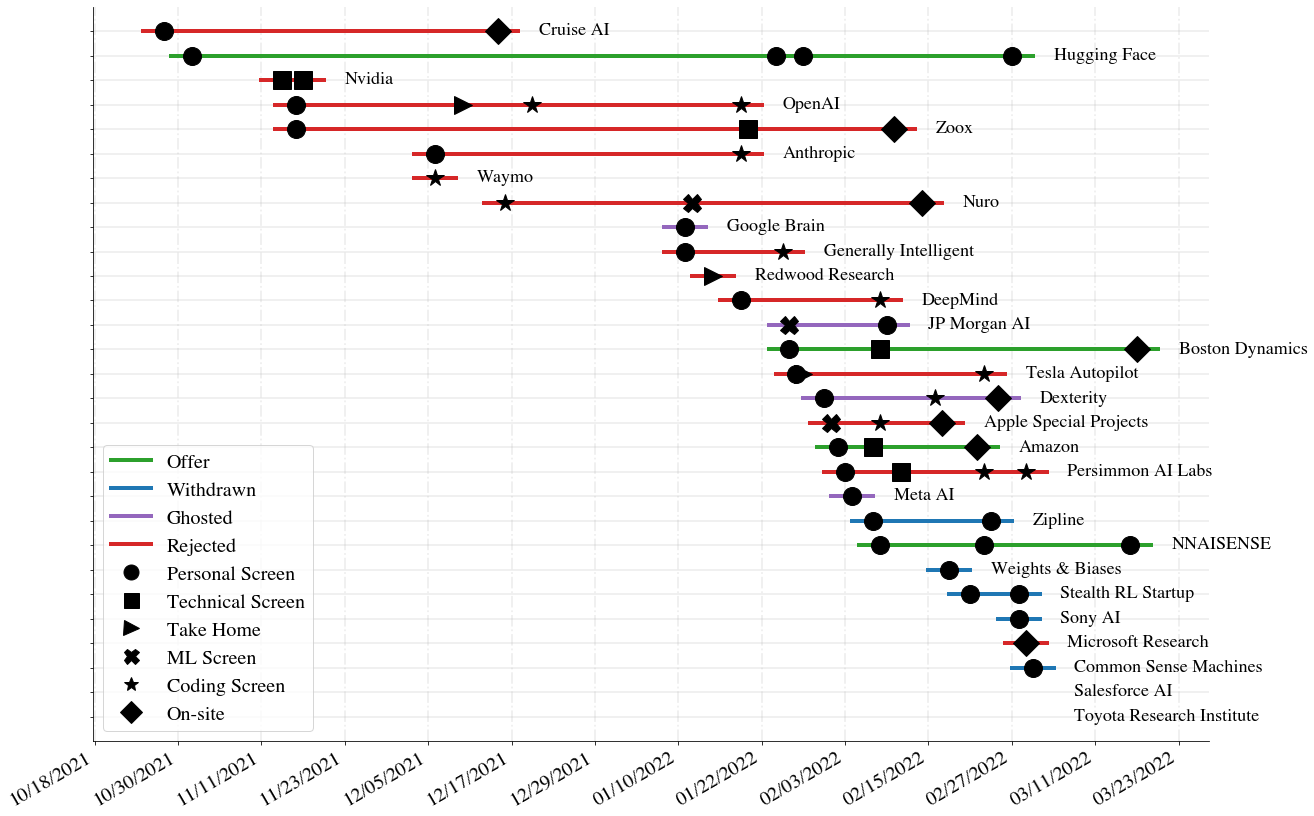 Cruise AI
Hugging Face
Nvidia
OpenAI
Zoox
Anthropic
Waymo
Nuro
Google Brain
Generally Intelligent
Redwood Research
DeepMind
JP Morgan AI
Boston Dynamics
Tesla Autopilot
Dexterity
Apple Special Projects
Amazon
Persimmon AI Labs
Meta AI
Zipline
NNAISENSE
Weights & Biases
Stealth RL Startup
Sony AI
Microsoft Research
Common Sense Machines
Salesforce AI
Toyota Research Institute
Offer
Withdrawn
Ghosted
Rejected
Personal Screen
Technical Screen
Take Home
ML Screen
Coding Screen
On-site
10/18/2021
10/30/2021
11/11/2021
11/23/2021
12/05/2021
12/17/2021
12/29/2021
01/10/2022
01/22/2022
02/03/2022
02/15/2022
02/27/2022
03/11/2022
03/23/2022